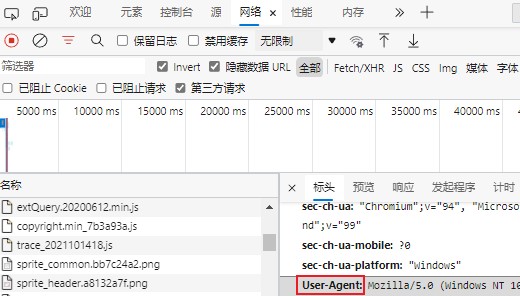 欢迎 元素 控制台 源 网络 性能 内存
保留日志 禁用缓存 无限制
筛选器 Invert 隐藏数据 URL 全部 Fetch/XHR JS CSS Img 媒体 字体
已阻止 Cookie 已阻止请求 第三方请求
5000 ms 10000 ms 15000 ms 20000 ms 25000 ms 30000 ms 35000 ms 40000 ms
名称 标头 预览 响应 发起程序 计时
extQuery.20200612.min.js
copyright.min_7b3a93a.js
trace_2021101418.js
sprite_common.bb7c24a2.png
sprite_header.a8132a7f.png
sec-ch-ua: "Chromium";v="94", "Microso
nd";v="99"
sec-ch-ua-mobile: ?0
sec-ch-ua-platform: "Windows"
User-Agent: Mozilla/5.0 (Windows NT 10